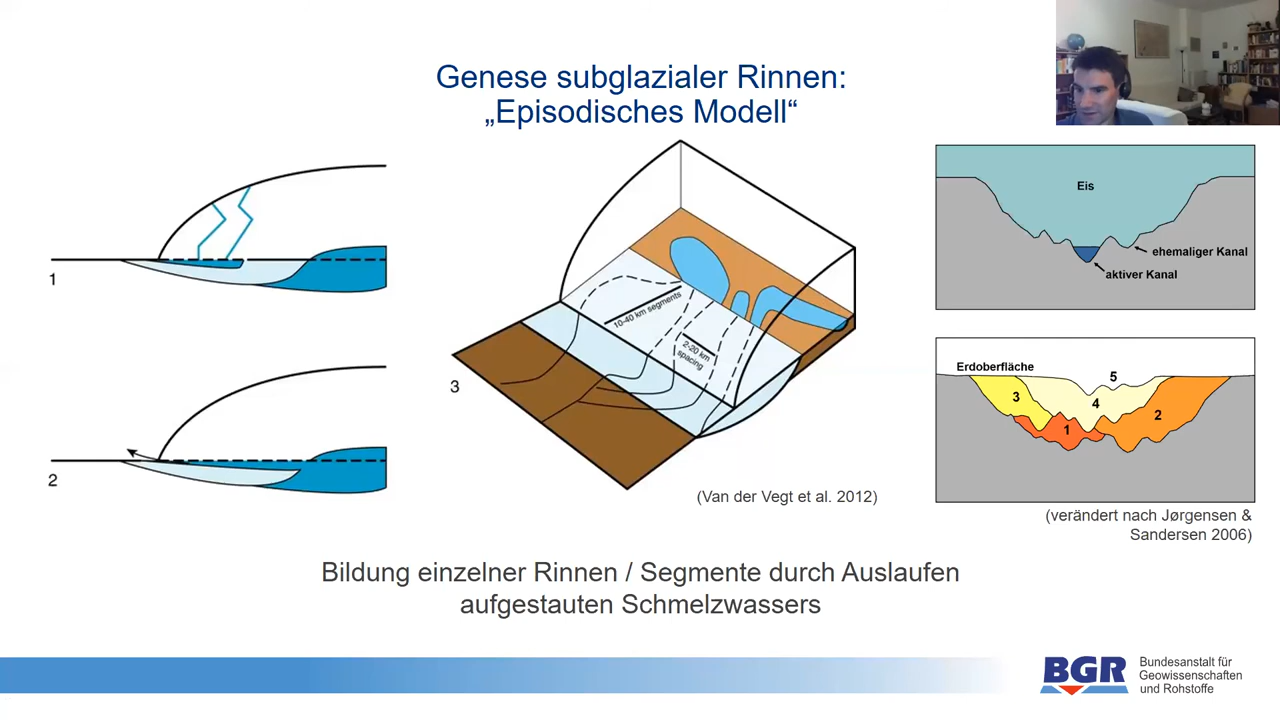 Genese subglazialer Rinnen:
„Episodisches Modell“
1
2
3
10-40 km segments
2-20 km
spacing
(Van der Vegt et al. 2012)
Eis
ehemaliger Kanal
aktiver Kanal
Erdoberfläche
5
3
4
2
1
(verändert nach Jørgensen &
Sandersen 2006)
Bildung einzelner Rinnen / Segmente durch Auslaufen
aufgestauten Schmelzwassers
BGR
Bundesanstalt für
Geowissenschaften
und Rohstoffe